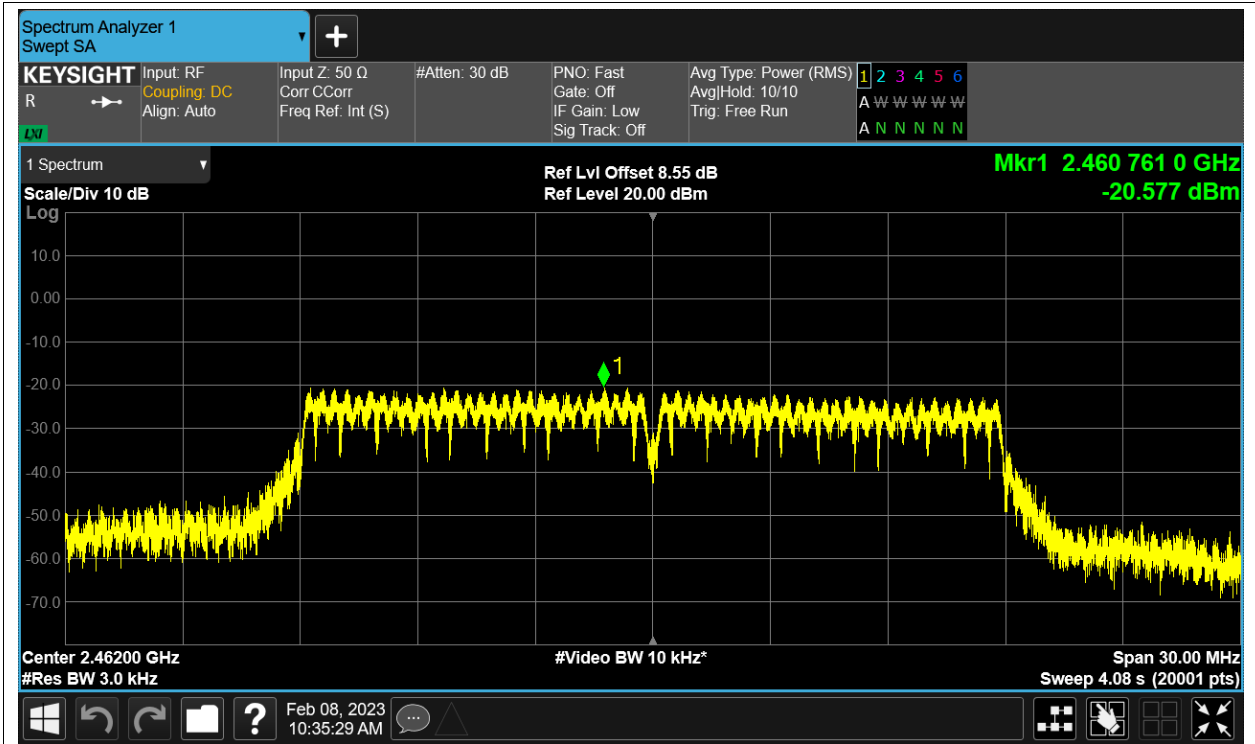 Spectrum Analyzer 1
Swept SA
+
KEYSIGHT
R
LXI
Input: RF
Coupling: DC
Align: Auto
Input Z: 50 Ω
Corr CCorr
Freq Ref: Int (S)
#Atten: 30 dB
PNO: Fast
Gate: Off
IF Gain: Low
Sig Track: Off
Avg Type: Power (RMS)
Avg|Hold: 10/10
Trig: Free Run
1 2 3 4 5 6
A W W W W W
A N N N N N
1 Spectrum
Scale/Div 10 dB
Log
Ref Lvl Offset 8.55 dB
Ref Level 20.00 dBm
Mkr1 2.460 761 0 GHz
-20.577 dBm
10.0
0.00
-10.0
-20.0
-30.0
-40.0
-50.0
-60.0
-70.0
1
Center 2.46200 GHz
#Res BW 3.0 kHz
#Video BW 10 kHz*
Span 30.00 MHz
Sweep 4.08 s (20001 pts)
?
Feb 08, 2023
10:35:29 AM